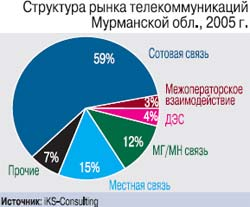 Структура рынка телекоммуникаций
Мурманской обл., 2005 г.
Сотовая связь
59%
Межоператорское
взаимодействие
3%
4%
ДЭС
12%
МГ/МН связь
15%
Местная связь
7%
Прочие
Источник: iKS-Consulting